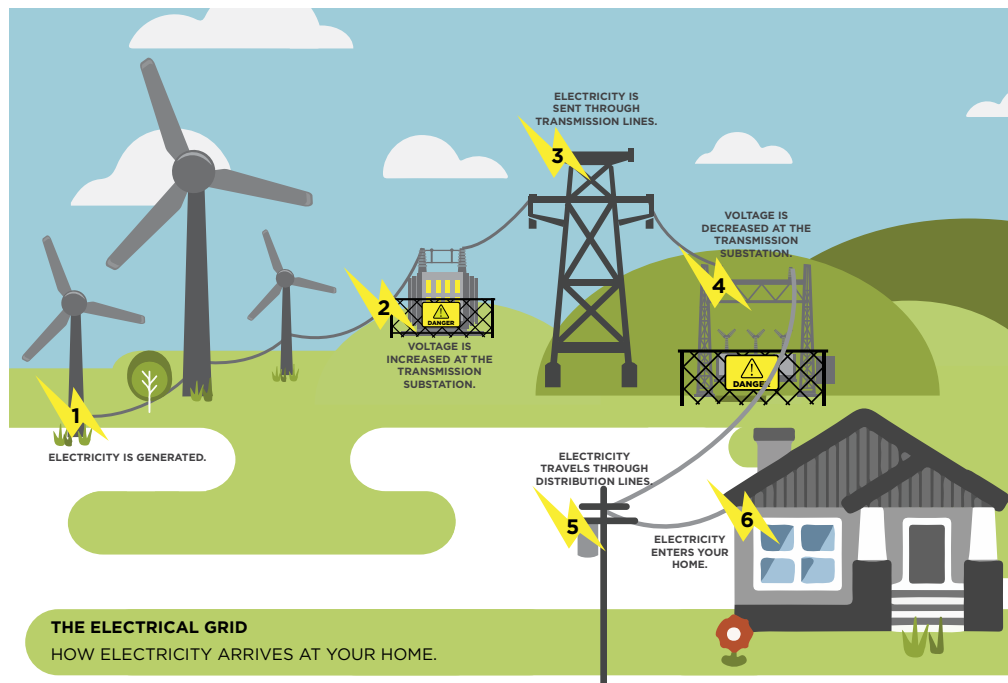 1
ELECTRICITY IS GENERATED.
2
DANGER
VOLTAGE IS
INCREASED AT THE
TRANSMISSION
SUBSTATION.
ELECTRICITY IS
SENT THROUGH
TRANSMISSION LINES.
3
VOLTAGE IS
DECREASED AT THE
TRANSMISSION
SUBSTATION.
4
DANGER
ELECTRICITY
TRAVELS THROUGH
DISTRIBUTION LINES.
5
6
ELECTRICITY
ENTERS YOUR
HOME.
THE ELECTRICAL GRID
HOW ELECTRICITY ARRIVES AT YOUR HOME.